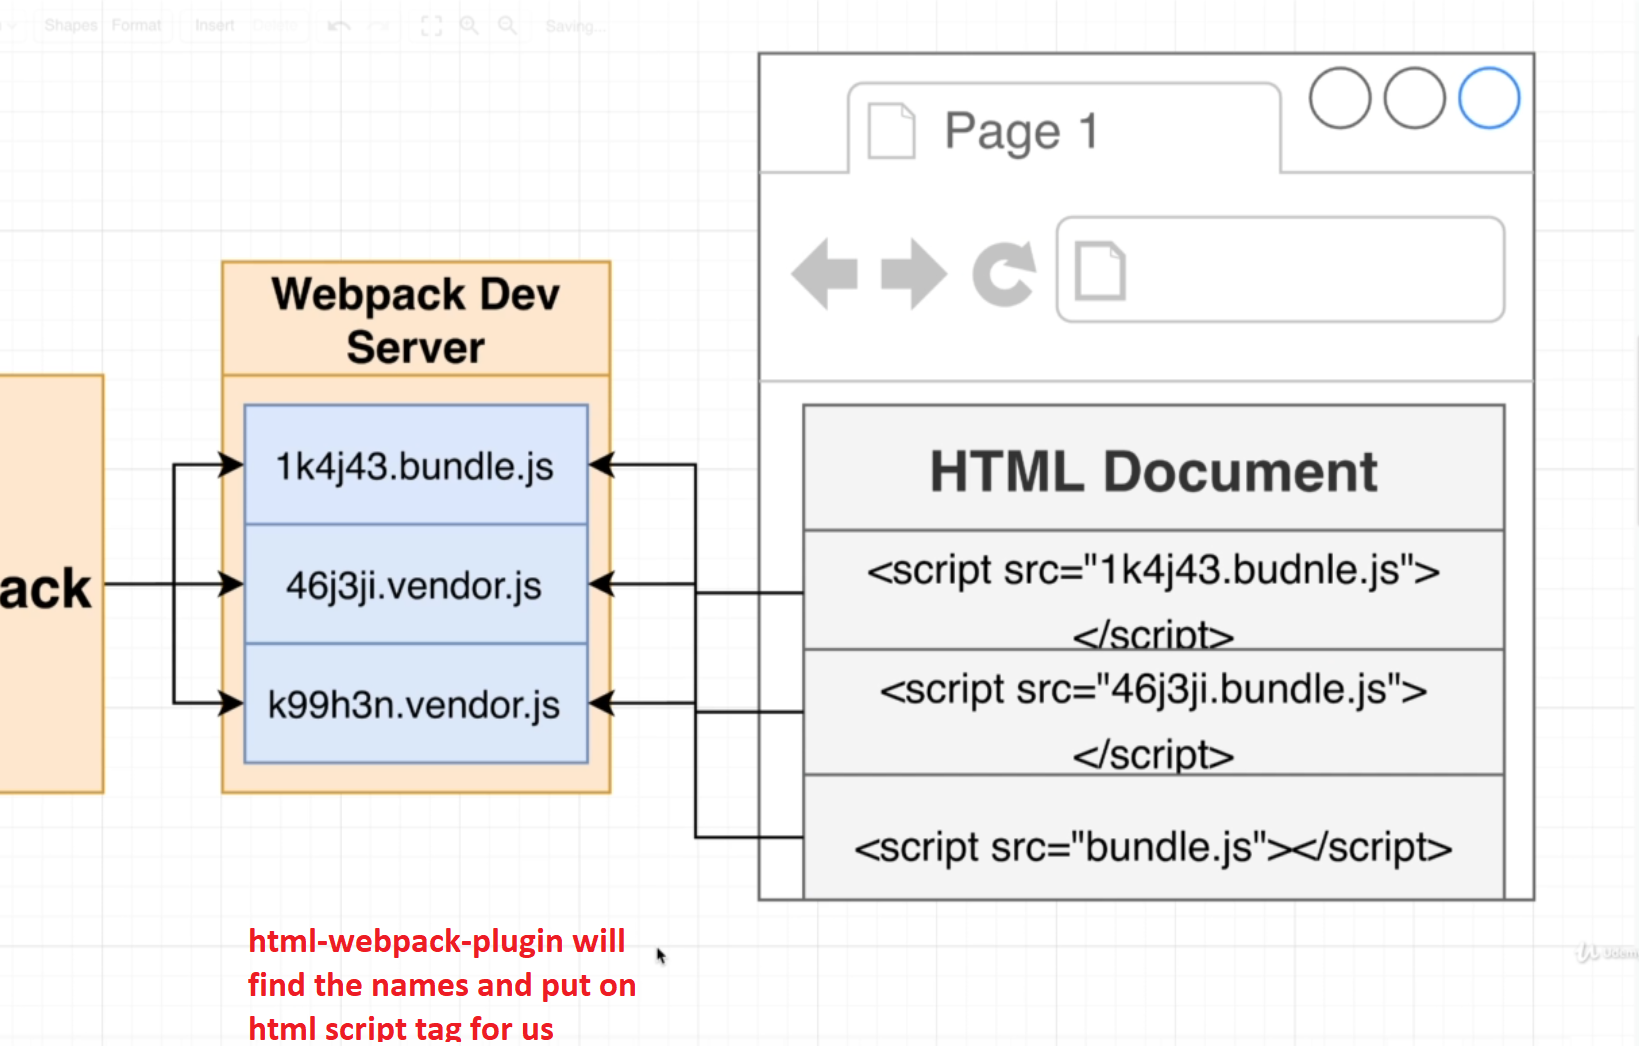 Shapes Format Insert Delete Saving...
Page 1
Webpack Dev
Server
HTML Document
1k4j43.bundle.js
46j3ji.vendor.js
k99h3n.vendor.js
ack
<script src="1k4j43.budnle.js">
</script>
<script src="46j3ji.bundle.js">
</script>
<script src="bundle.js"></script>
html-webpack-plugin will
find the names and put on
html script tag for us